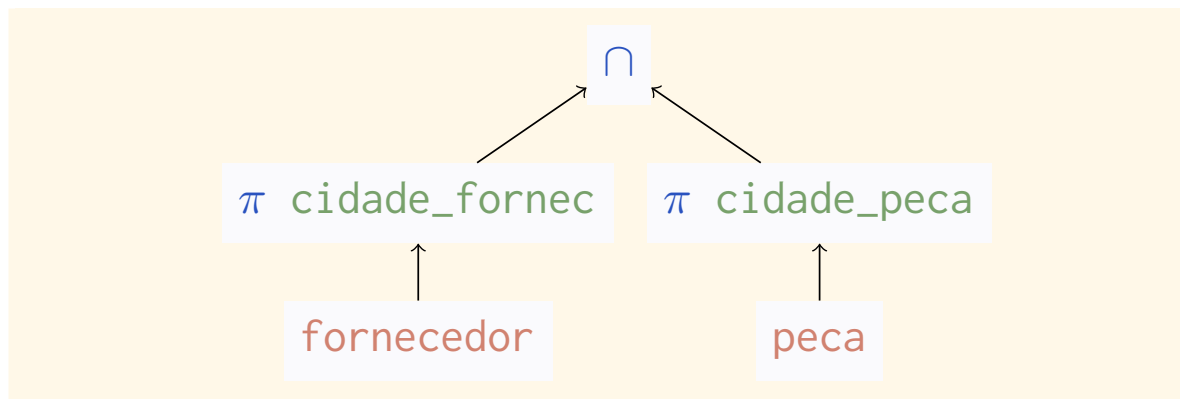 ∩
π cidade_fornec π cidade_peca
fornecedor peca